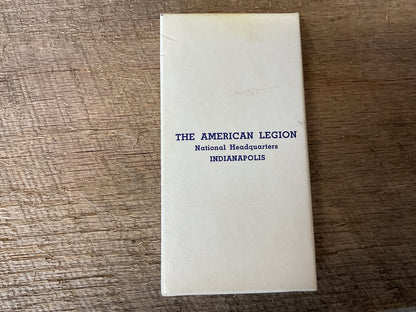 THE AMERICAN LEGION
National Headquarters
INDIANAPOLIS